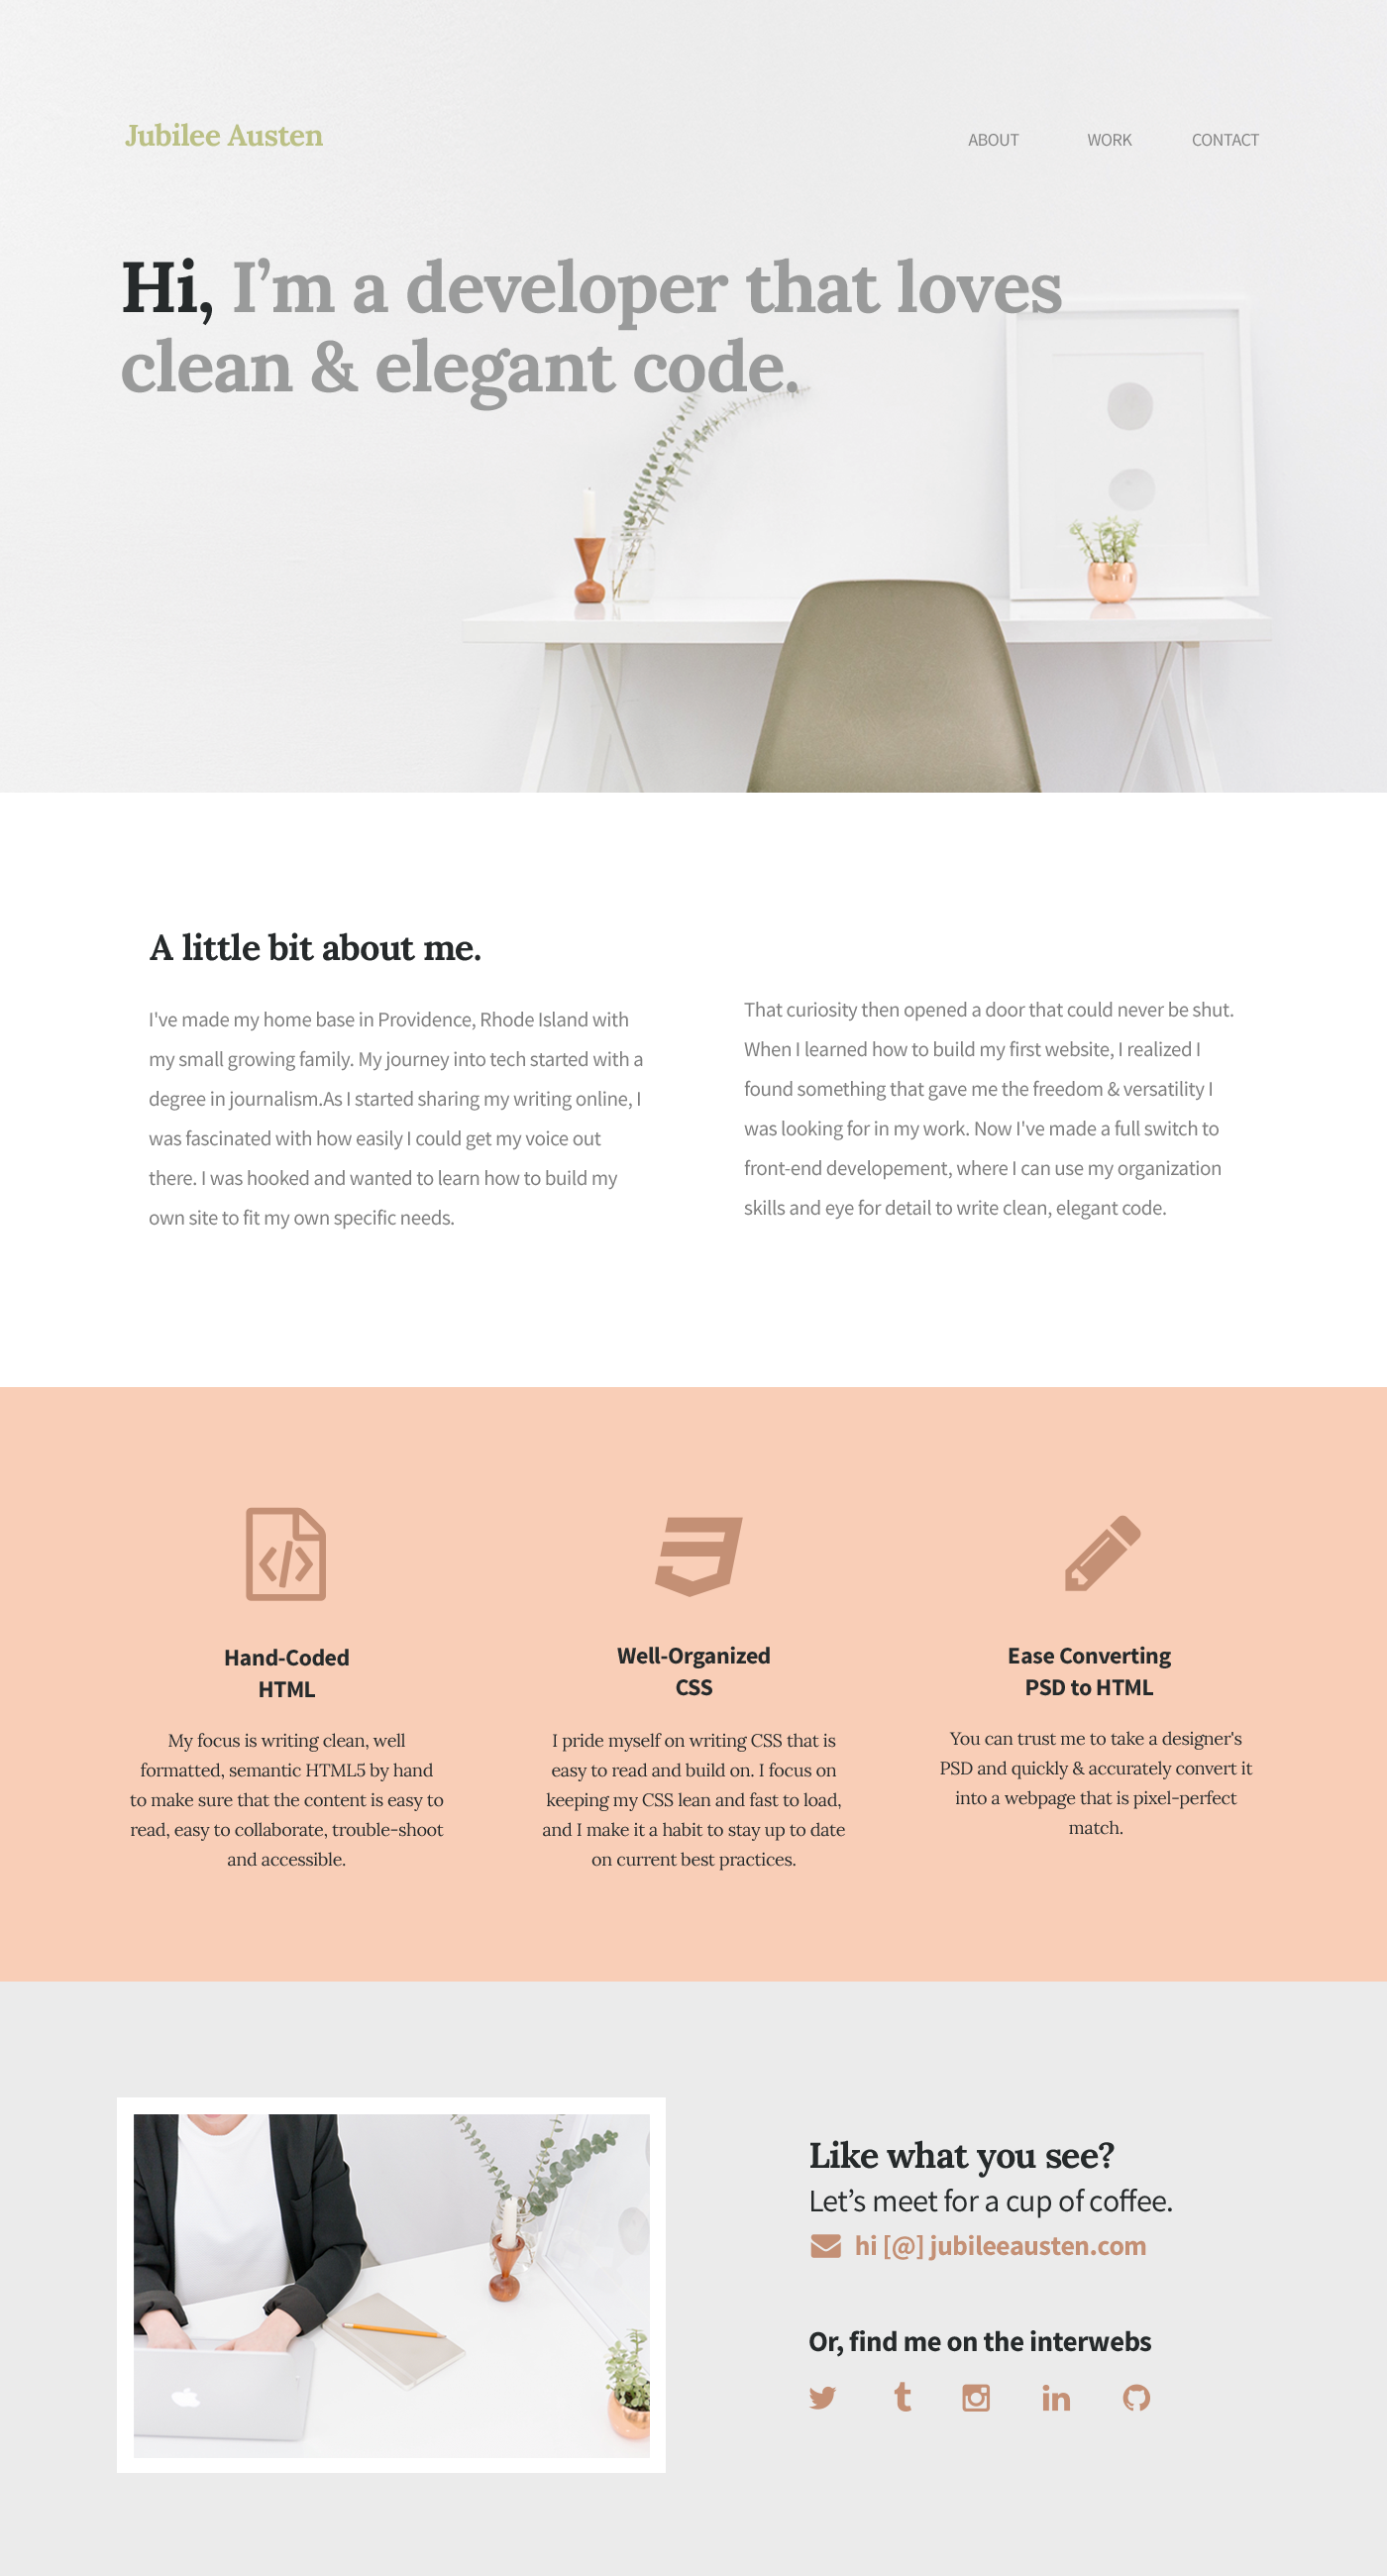 Jubilee Austen
ABOUT WORK CONTACT
Hi, I’m a developer that loves
clean & elegant code.
A little bit about me.
I've made my home base in Providence, Rhode Island with
my small growing family. My journey into tech started with a
degree in journalism.As I started sharing my writing online, I
was fascinated with how easily I could get my voice out
there. I was hooked and wanted to learn how to build my
own site to fit my own specific needs.
That curiosity then opened a door that could never be shut.
When I learned how to build my first website, I realized I
found something that gave me the freedom & versatility I
was looking for in my work. Now I've made a full switch to
front-end developement, where I can use my organization
skills and eye for detail to write clean, elegant code.
Hand-Coded
HTML
My focus is writing clean, well
formatted, semantic HTML5 by hand
to make sure that the content is easy to
read, easy to collaborate, trouble-shoot
and accessible.
Well-Organized
CSS
I pride myself on writing CSS that is
easy to read and build on. I focus on
keeping my CSS lean and fast to load,
and I make it a habit to stay up to date
on current best practices.
Ease Converting
PSD to HTML
You can trust me to take a designer's
PSD and quickly & accurately convert it
into a webpage that is pixel-perfect
match.
Like what you see?
Let’s meet for a cup of coffee.
hi [@] jubileeausten.com
Or, find me on the interwebs